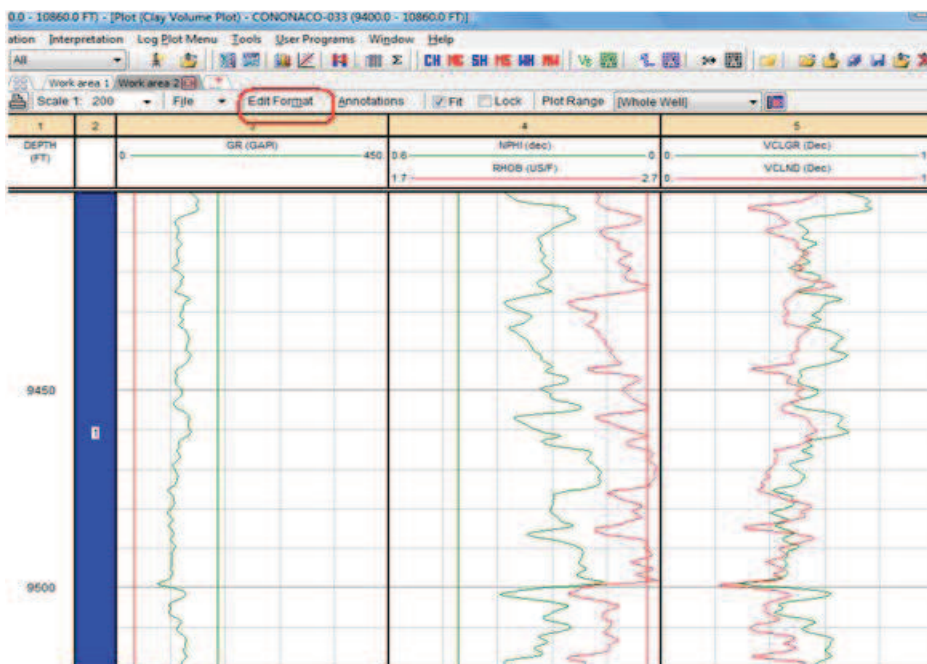 0.0 - 10860.0 FT) - [Plot (Clay Volume Plot) - CONONACO-033 (9400.0 - 10860.0 FT)]
ation Interpretation Log Plot Menu Tools User Programs Window Help
All CH MC SH MS WH MW
Work area 1 Work area 2
Scale 1: 200 File Edit Format Annotations Fit Lock Plot Range [Whole Well]
1 2 3 4 5
DEPTH GR (GAPI) NPHI (dec) VCLGR (Dec)
(FT) 0. 450. 0.6 0. 0. 1
RHOB (US/F) VCLND (Dec)
1.7 2.7 0. 1
9450
1
9500